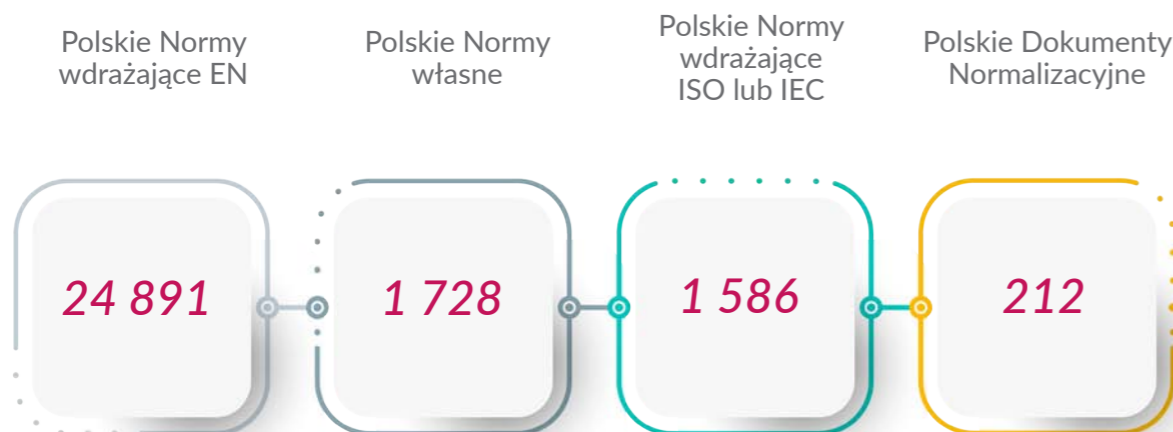 Polskie Normy
wdrażające EN
Polskie Normy
własne
Polskie Normy
wdrażające
ISO lub IEC
Polskie Dokumenty
Normalizacyjne
24 891
1 728
1 586
212